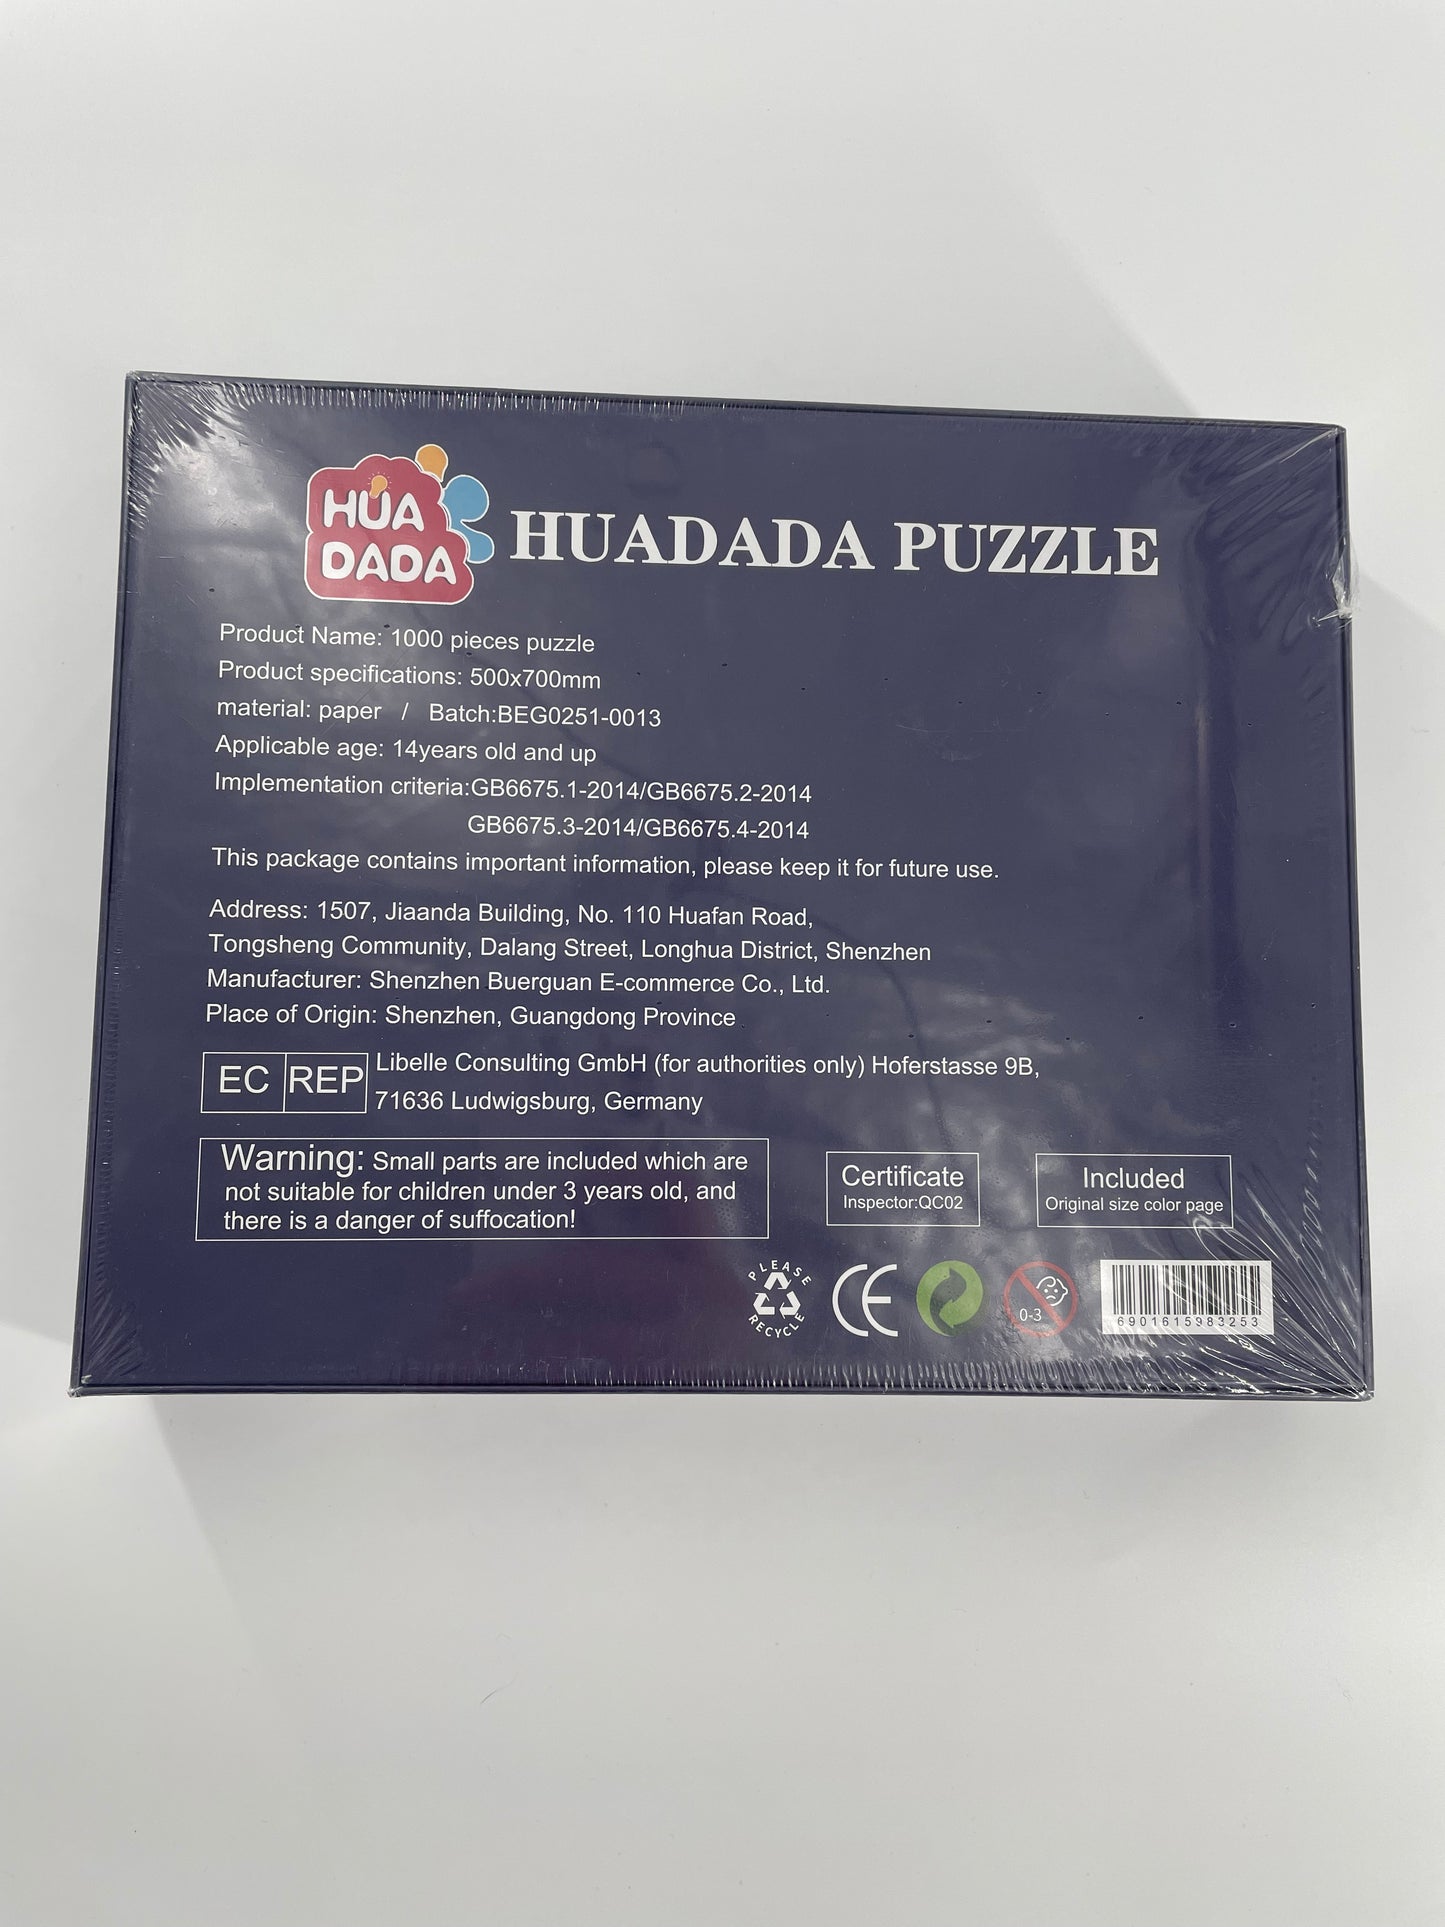 HUA
DADA
HUADADA PUZZLE
Product Name: 1000 pieces puzzle
Product specifications: 500x700mm
material: paper / Batch:BEG0251-0013
Applicable age: 14years old and up
Implementation criteria:GB6675.1-2014/GB6675.2-2014
GB6675.3-2014/GB6675.4-2014
This package contains important information, please keep it for future use.
Address: 1507, Jiaanda Building, No. 110 Huafan Road,
Tongsheng Community, Dalang Street, Longhua District, Shenzhen
Manufacturer: Shenzhen Buerguan E-commerce Co., Ltd.
Place of Origin: Shenzhen, Guangdong Province
EC REP
Libelle Consulting GmbH (for authorities only) Hoferstasse 9B,
71636 Ludwigsburg, Germany
Warning: Small parts are included which are
not suitable for children under 3 years old, and
there is a danger of suffocation!
Certificate
Inspector:QC02
Included
Original size color page
PLEASE
RECYCLE
CE
0-3
6901615983253